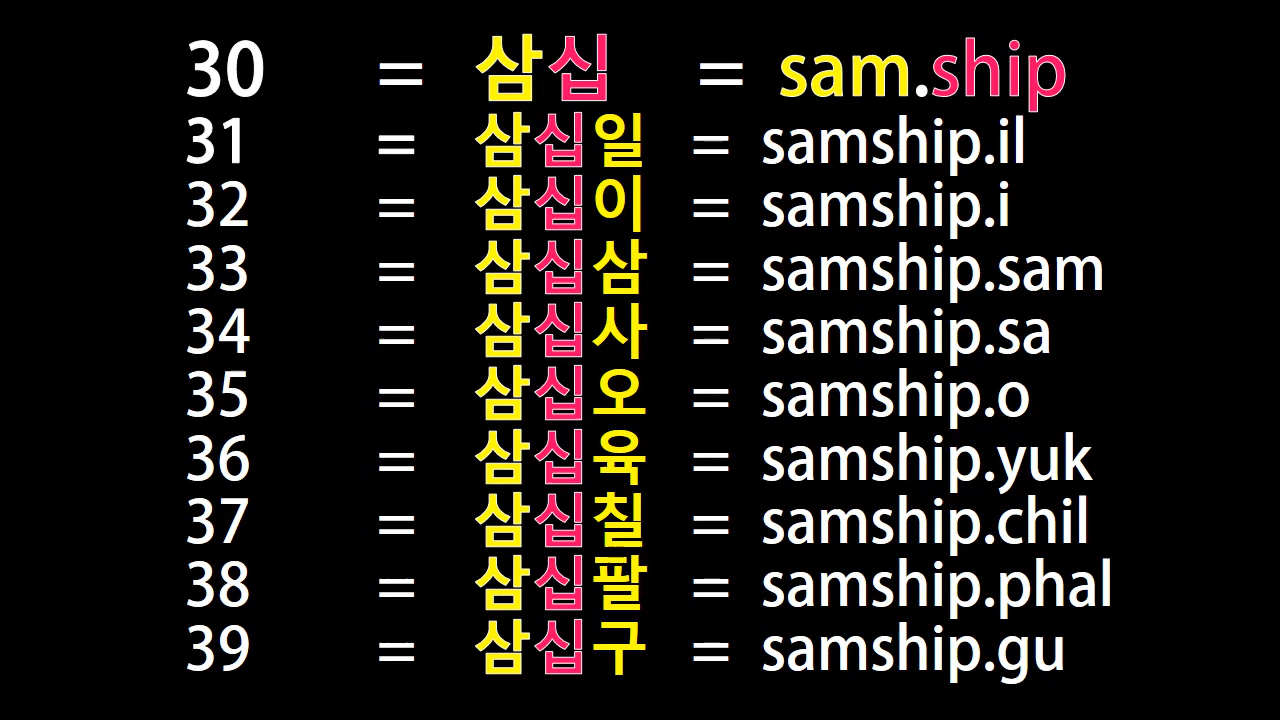 30 = 삼십 = sam.ship
31 = 삼십일 = samship.il
32 = 삼십이 = samship.i
33 = 삼십삼 = samship.sam
34 = 삼십사 = samship.sa
35 = 삼십오 = samship.o
36 = 삼십육 = samship.yuk
37 = 삼십칠 = samship.chil
38 = 삼십팔 = samship.phal
39 = 삼십구 = samship.gu